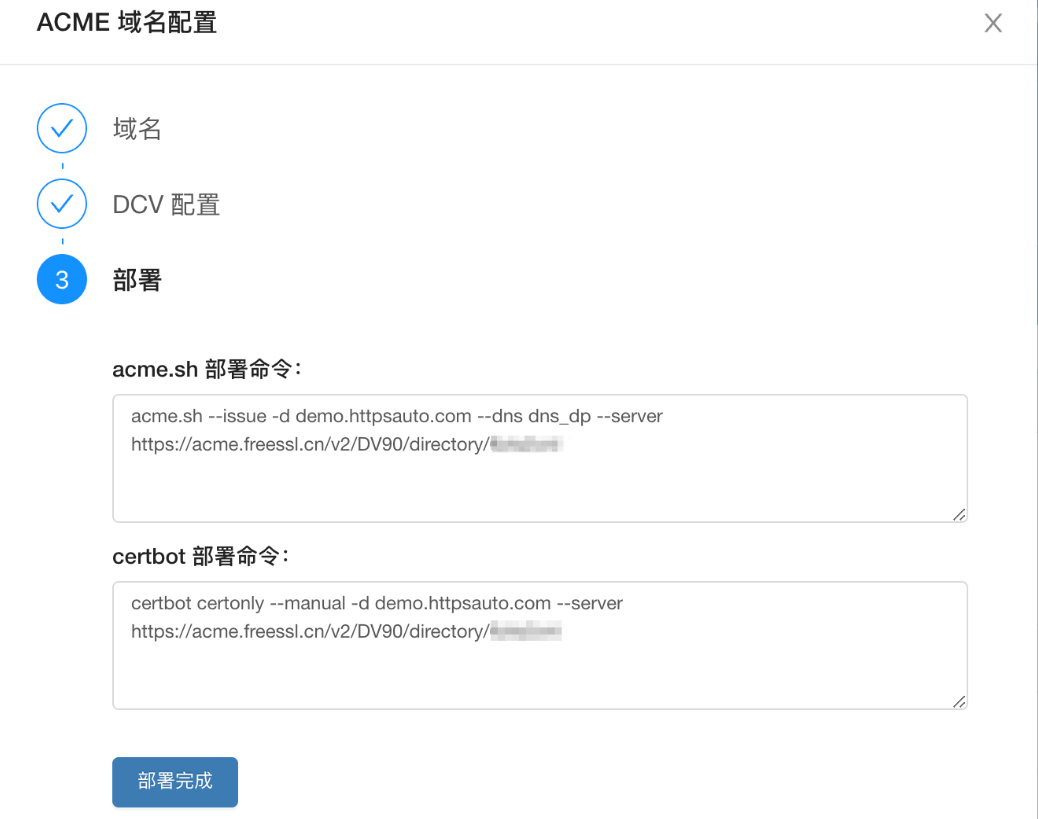 ACME 域名配置
域名
DCV 配置
3
部署
acme.sh 部署命令：
acme.sh --issue -d demo.httpsauto.com --dns dns_dp --server
https://acme.freessl.cn/v2/DV90/directory/
certbot 部署命令：
certbot certonly --manual -d demo.httpsauto.com --server
https://acme.freessl.cn/v2/DV90/directory/
部署完成